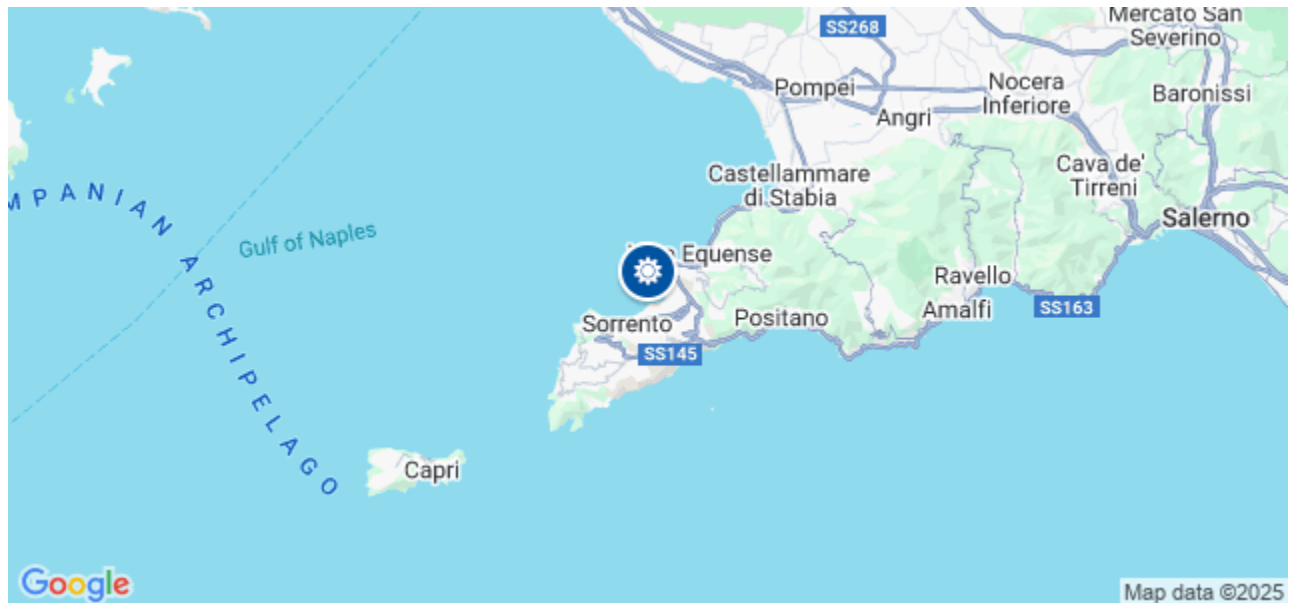 SS268
Mercato San
Severino
Pompei
Nocera
Inferiore
Baronissi
Angri
Castellammare
di Stabia
Cava de'
Tirreni
MPANIAN ARCHIPELAGO
Gulf of Naples
Salerno
Equense
Ravello
Amalfi
SS163
Sorrento
Positano
SS145
Capri
Google
Map data ©2025